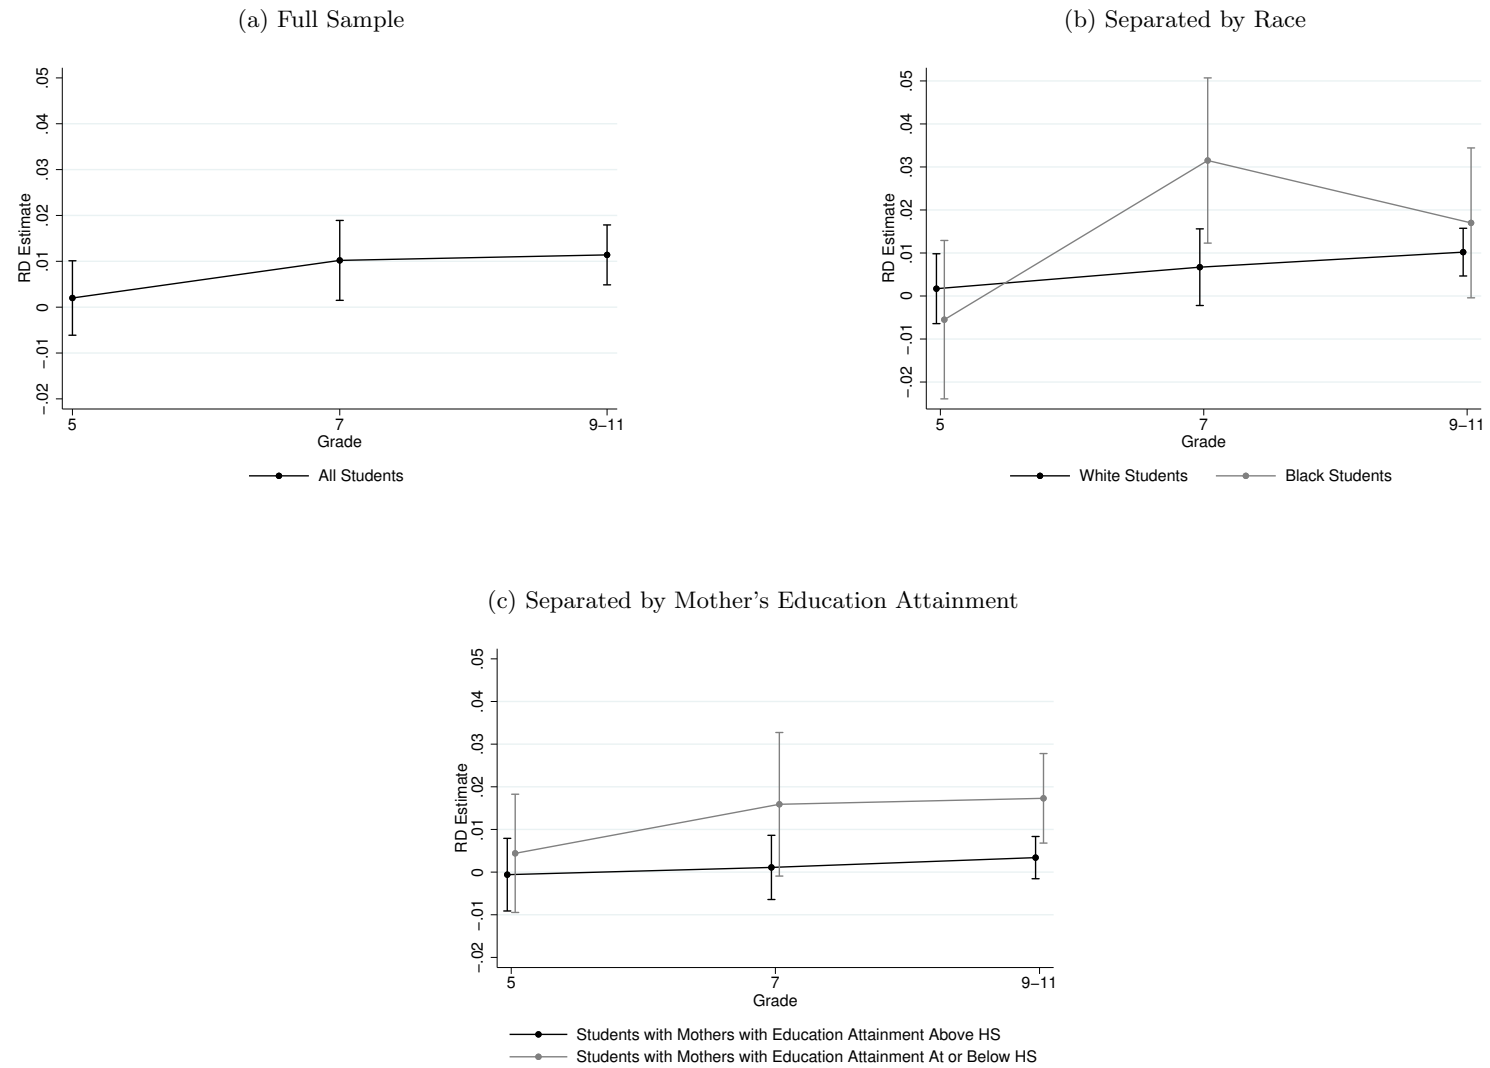 (a) Full Sample
.05
.04
.03
.02
.01
0
−.01
−.02
RD Estimate
5 7 9−11
Grade
All Students
(b) Separated by Race
.05
.04
.03
.02
.01
0
−.01
−.02
RD Estimate
5 7 9−11
Grade
White Students Black Students
(c) Separated by Mother's Education Attainment
.05
.04
.03
.02
.01
0
−.01
−.02
RD Estimate
5 7 9−11
Grade
Students with Mothers with Education Attainment Above HS
Students with Mothers with Education Attainment At or Below HS